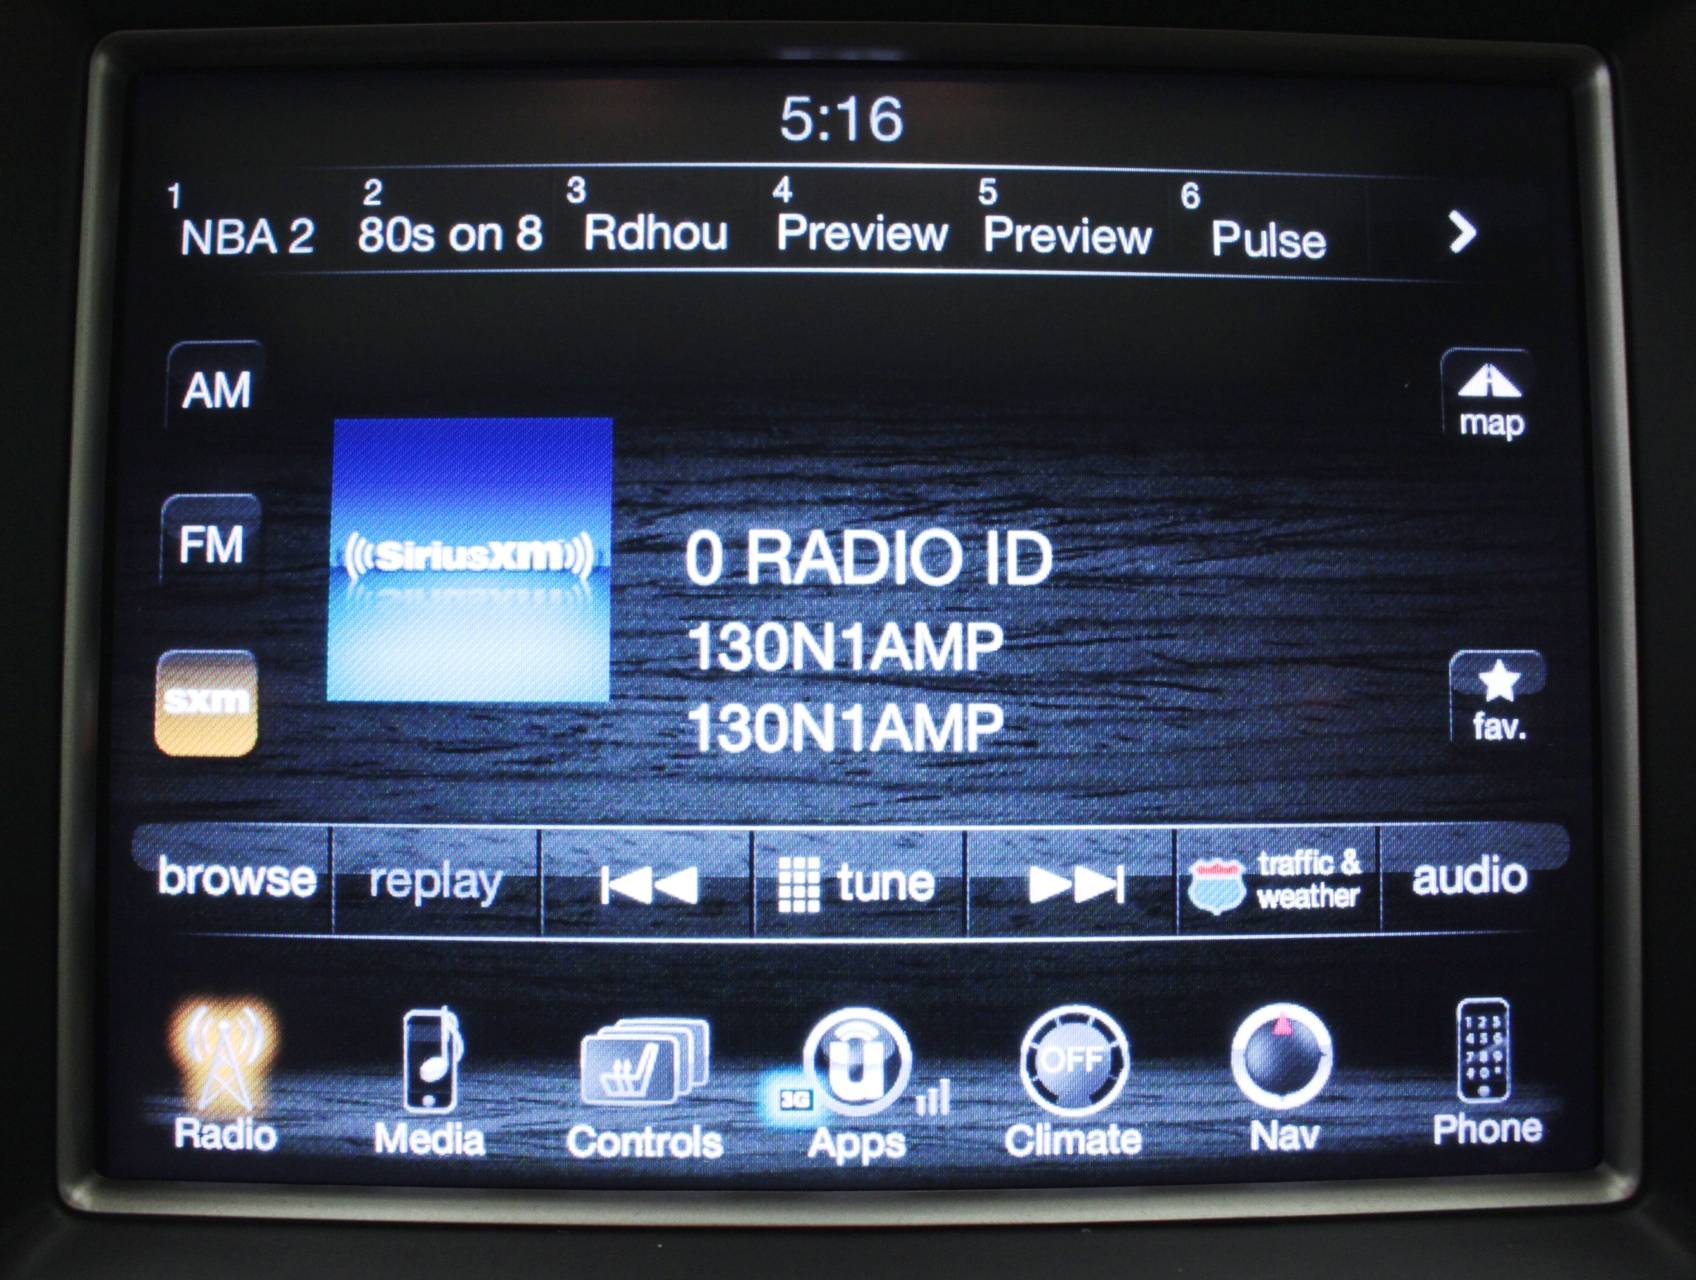 5:16
1 2 3 4 5 6
NBA 2 80s on 8 Rdhou Preview Preview Pulse
AM
map
FM
siriusxm
0 RADIO ID
130N1AMP
sxm
fav.
130N1AMP
browse replay tune traffic & weather audio
3G
OFF
Radio Media Controls Apps Climate Nav Phone